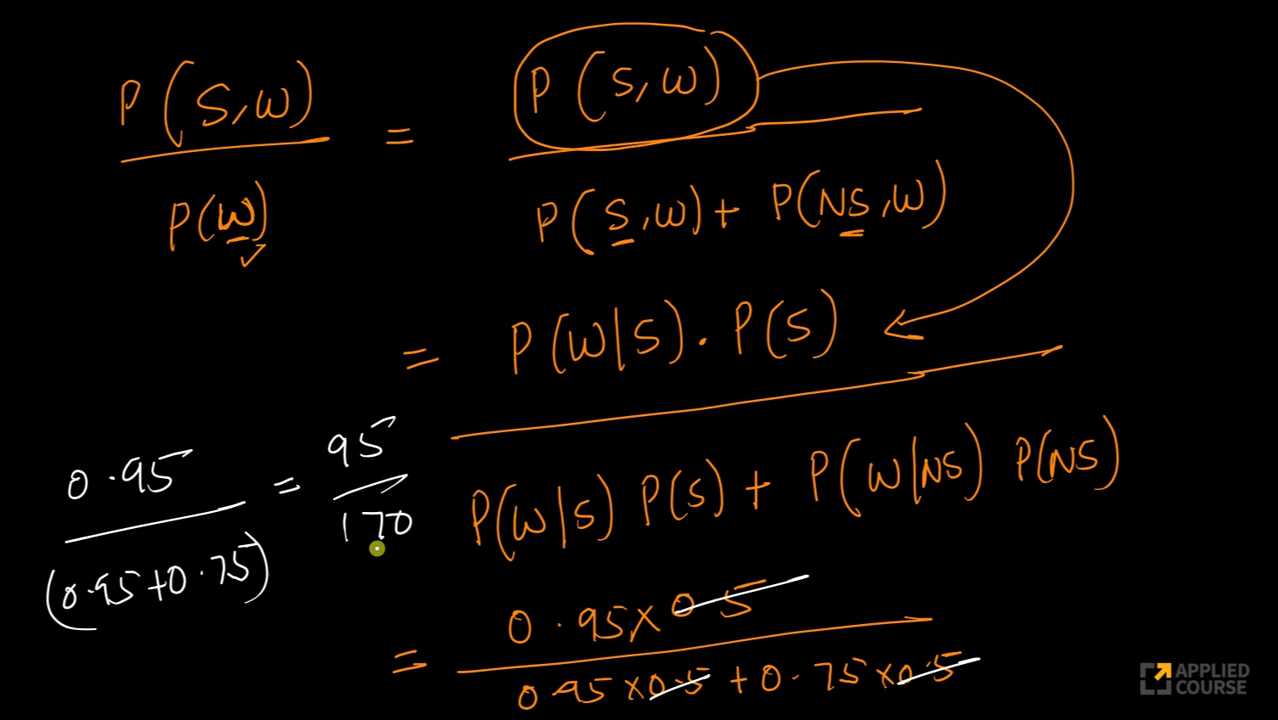 P(S,W) / P(W) = P(S,W) / P(S,W) + P(NS,W)
= P(W|S) . P(S) / P(W|S) P(S) + P(W|NS) P(NS)
= 0.95 × 0.5 / 0.95 × 0.5 + 0.75 × 0.5
0.95 / (0.95+0.75) = 95 / 170
APPLIED
COURSE